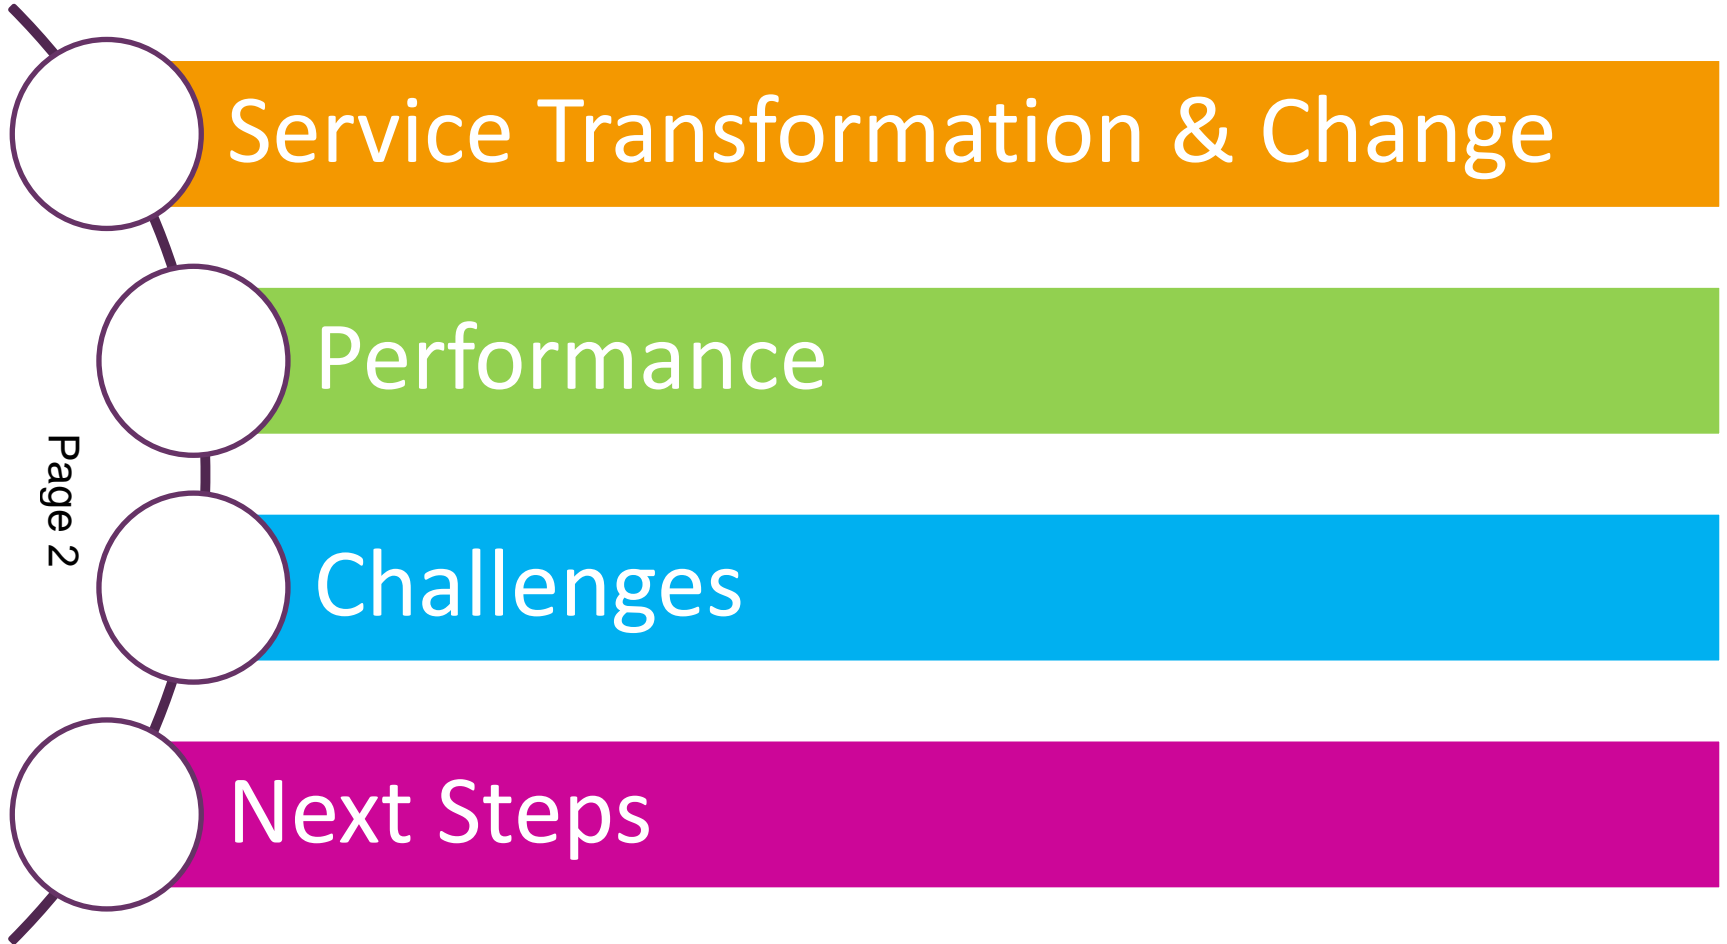 Service Transformation & Change
Performance
Challenges
Next Steps
Page 2